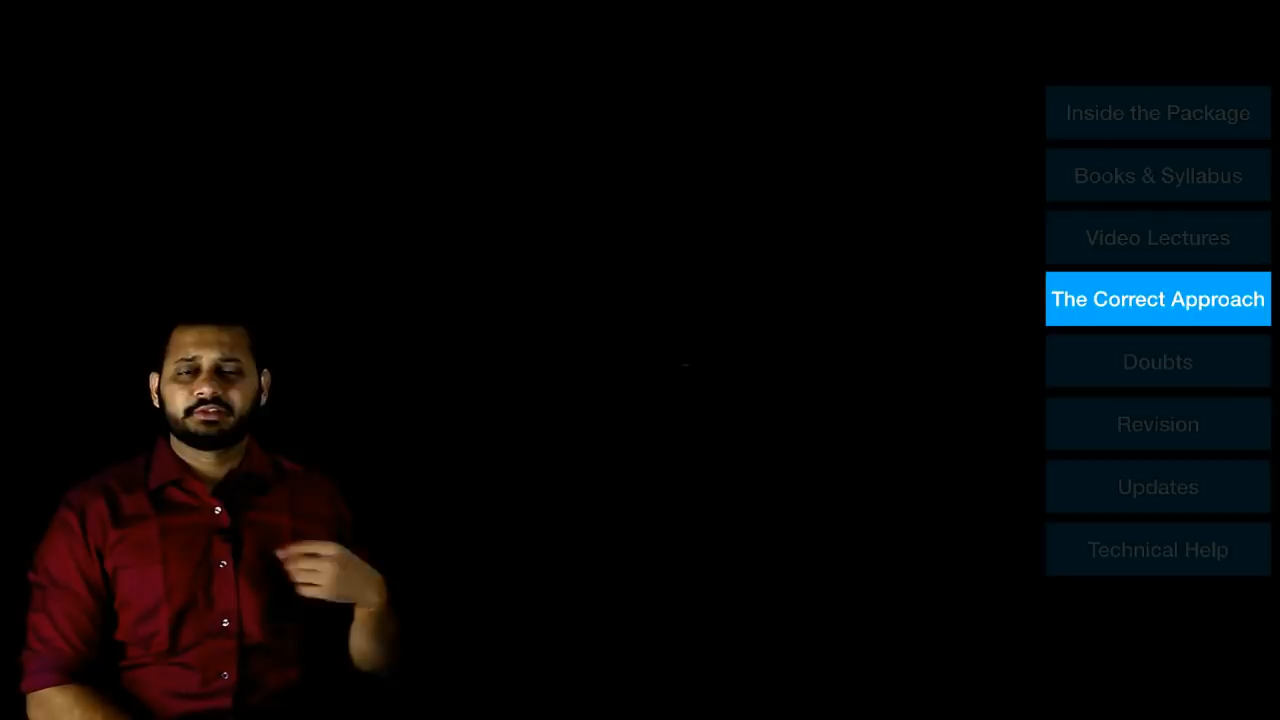 Inside the Package
Books & Syllabus
Video Lectures
The Correct Approach
Doubts
Revision
Updates
Technical Help